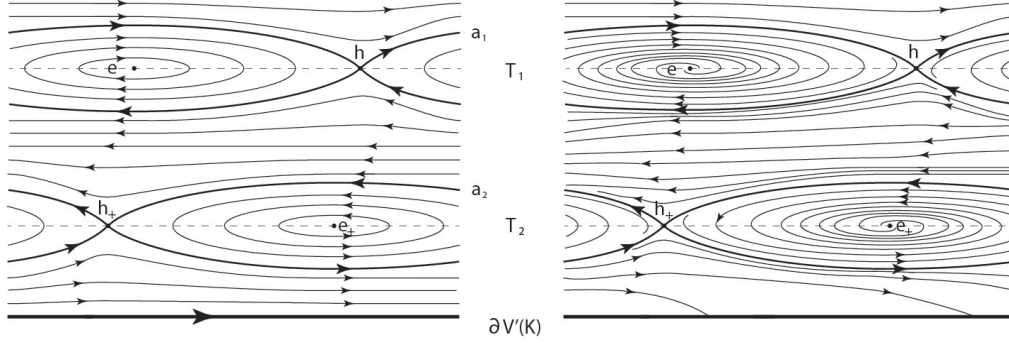 a₁
h
h
e
T₁
e
a₂
h₊
h₊
T₂
e₊
e₊
∂V'(K)